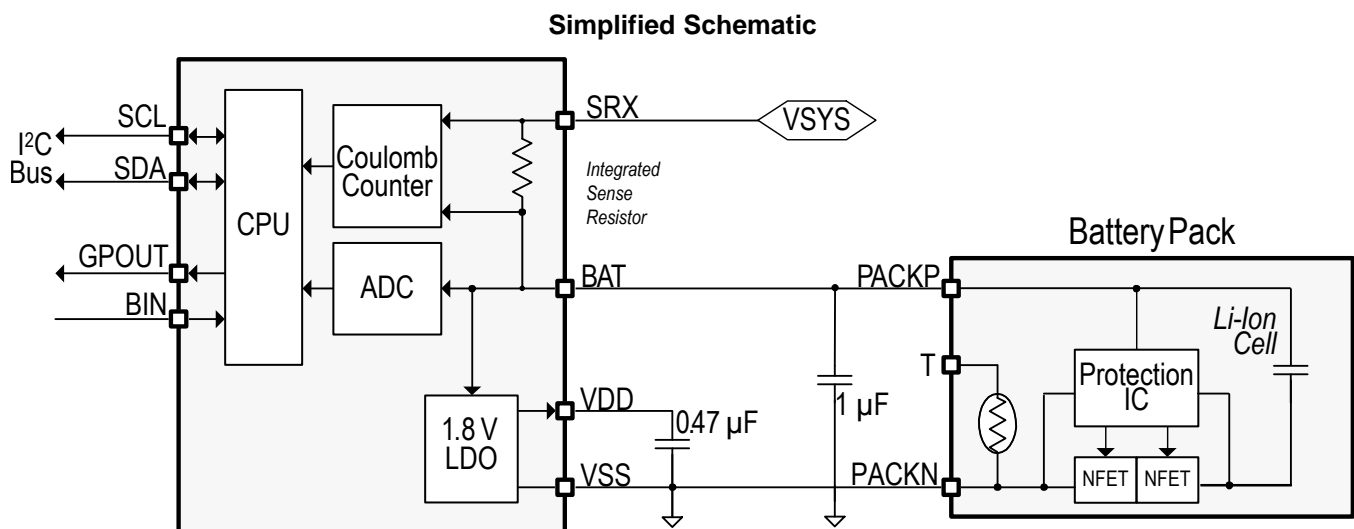 Simplified Schematic
SCL
I²C
Bus
SDA
GPOUT
BIN
CPU
Coulomb
Counter
ADC
1.8 V
LDO
SRX
VSYS
Integrated
Sense
Resistor
BAT
VDD
0.47 µF
VSS
1 µF
Battery Pack
PACKP
T
PACKN
Li-Ion
Cell
Protection
IC
NFET
NFET